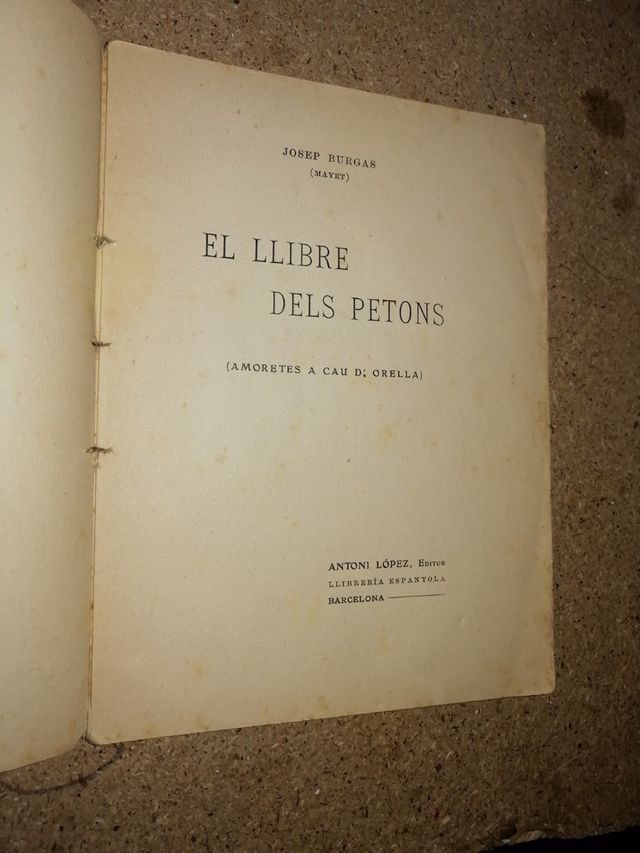 JOSEP BURGAS
(MAYET)
EL LLIBRE
DELS PETONS
(AMORETES A CAU D' ORELLA)
ANTONI LÓPEZ, EDITOR
LLIBRERÍA ESPANYOLA
BARCELONA